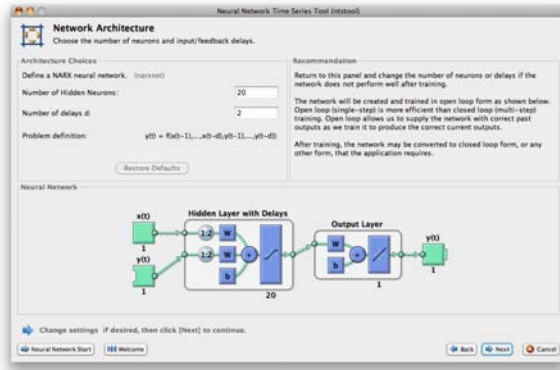 Neural Network Time Series Tool (ntstool)
Network Architecture
Choose the number of neurons and input/feedback delays.
Architecture Choices
Define a NARX neural network. (narxnet)
Number of Hidden Neurons: 20
Number of delays d: 2
Problem definition: y(t) = f(x(t-1),...,x(t-d),y(t-1),...,y(t-d))
Restore Defaults
Recommendation
Return to this panel and change the number of neurons or delays if the
network does not perform well after training.
The network will be created and trained in open loop form as shown below.
Open loop (single-step) is more efficient than closed loop (multi-step)
training. Open loop allows us to supply the network with correct past
outputs as we train it to produce the correct current outputs.
After training, the network may be converted to closed loop form, or any
other form, that the application requires.
Neural Network
Hidden Layer with Delays
Output Layer
x(t)
1
y(t)
1
1:2 W
1:2 W
b
+
20
W
b
+
1
y(t)
1
Change settings if desired, then click [Next] to continue.
Neural Network Start
Welcome
Back
Next
Cancel